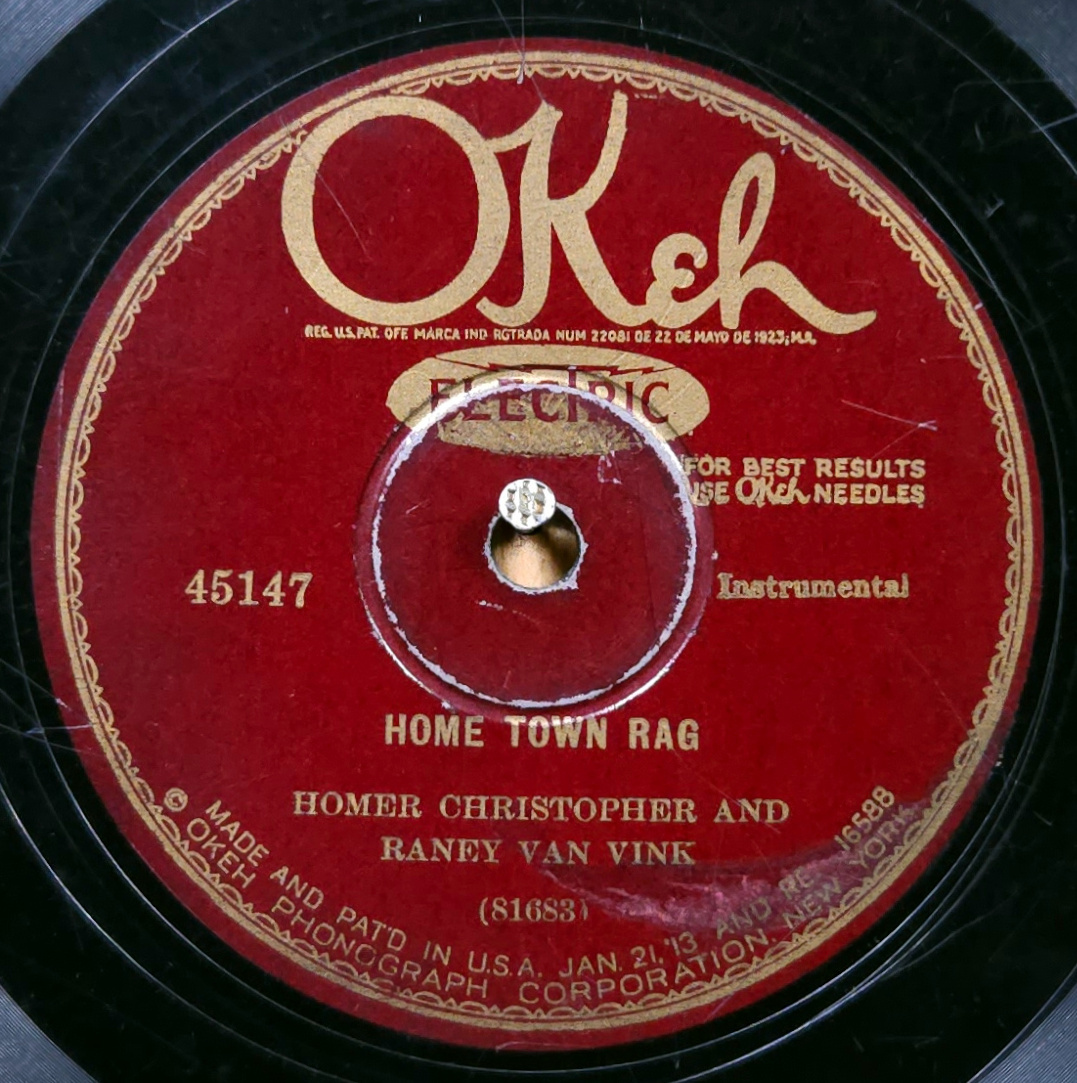 OKeh
REG. U.S. PAT. OFF. MARCA IND. RGTRADA NUM 22081 DE 22 DE MAYO DE 1923; M.A.
ELECTRIC
FOR BEST RESULTS
USE OKeh NEEDLES
45147
Instrumental
HOME TOWN RAG
HOMER CHRISTOPHER AND
RANEY VAN VINK
(81683)
© MADE AND PAT'D IN U.S.A. JAN. 21, '13, AND RE 16588
OKEH PHONOGRAPH CORPORATION, NEW YORK